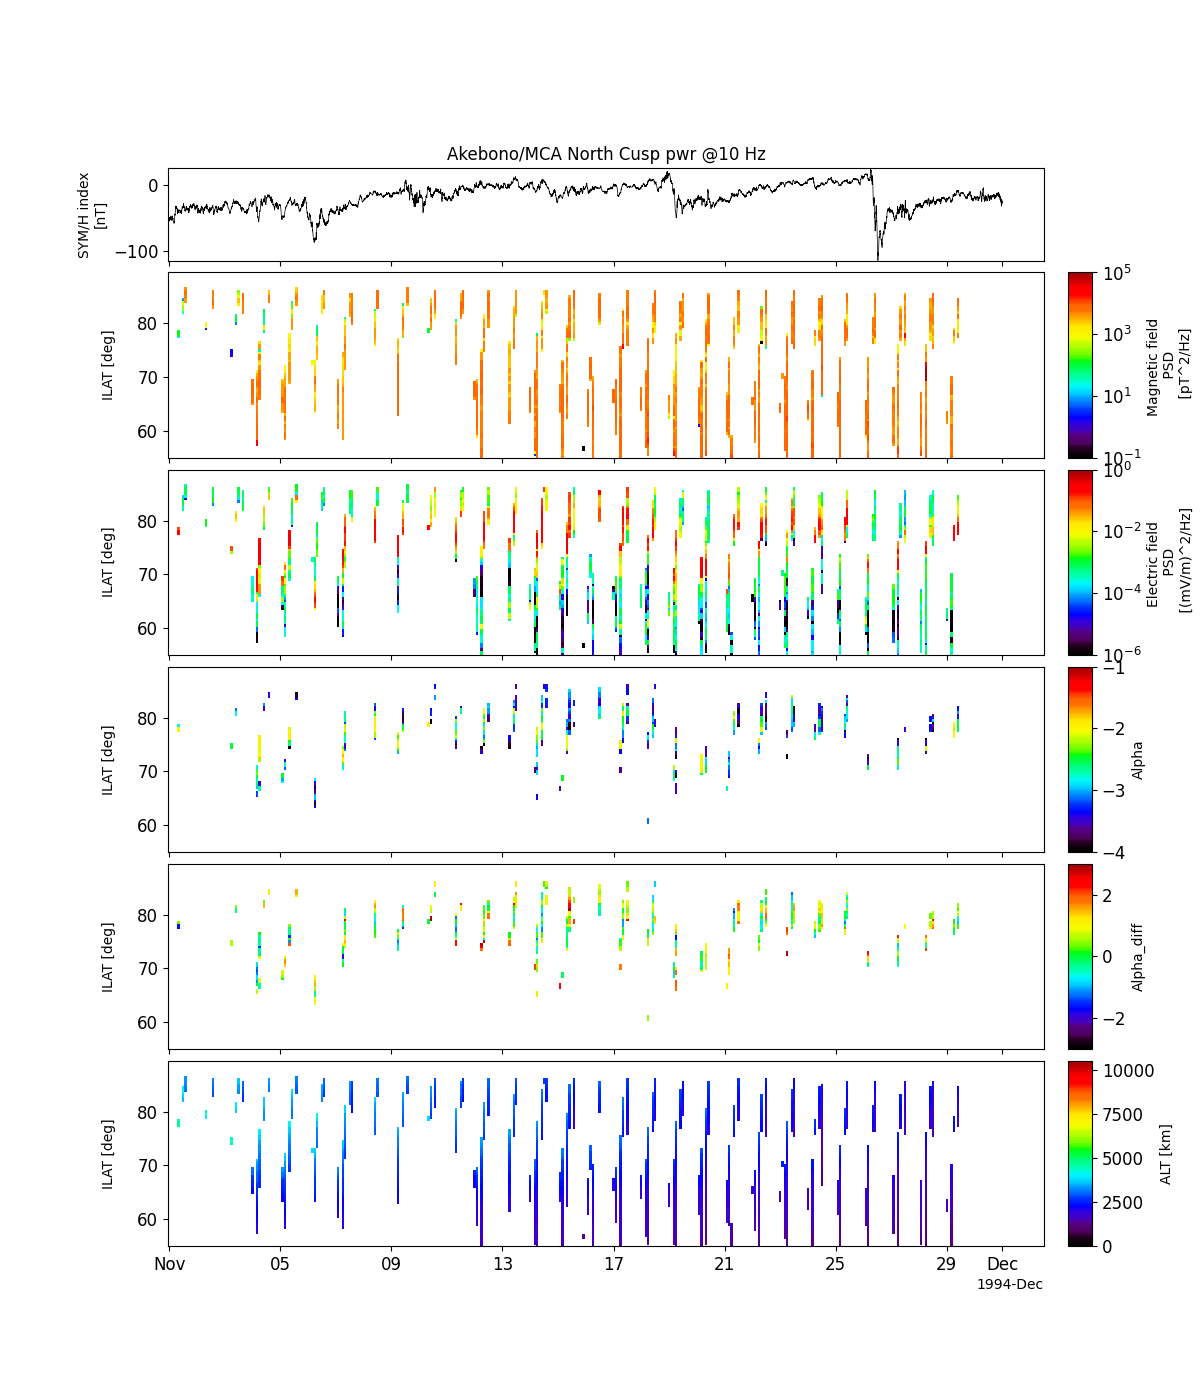 Akebono/MCA North Cusp pwr @10 Hz
SYM/H index
[nT]
0
−100
ILAT [deg]
80
70
60
10^5
10^3
10^1
10^−1
Magnetic field
PSD
[pT^2/Hz]
ILAT [deg]
80
70
60
10^0
10^−2
10^−4
10^−6
Electric field
PSD
[(mV/m)^2/Hz]
ILAT [deg]
80
70
60
−1
−2
−3
−4
Alpha
ILAT [deg]
80
70
60
2
0
−2
Alpha_diff
ILAT [deg]
80
70
60
10000
7500
5000
2500
0
ALT [km]
Nov 05 09 13 17 21 25 29 Dec
1994-Dec